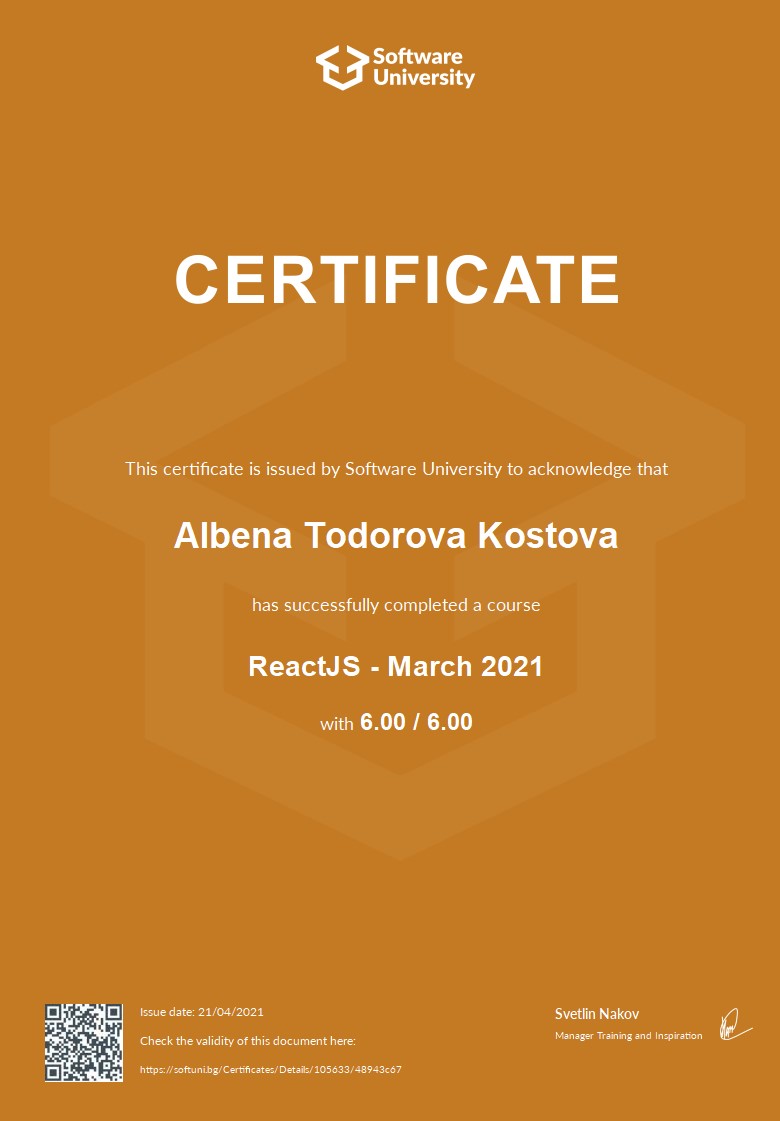 Software
University
CERTIFICATE
This certificate is issued by Software University to acknowledge that
Albena Todorova Kostova
has successfully completed a course
ReactJS - March 2021
with 6.00 / 6.00
Issue date: 21/04/2021
Check the validity of this document here:
https://softuni.bg/Certificates/Details/105633/48943c67
Svetlin Nakov
Manager Training and Inspiration